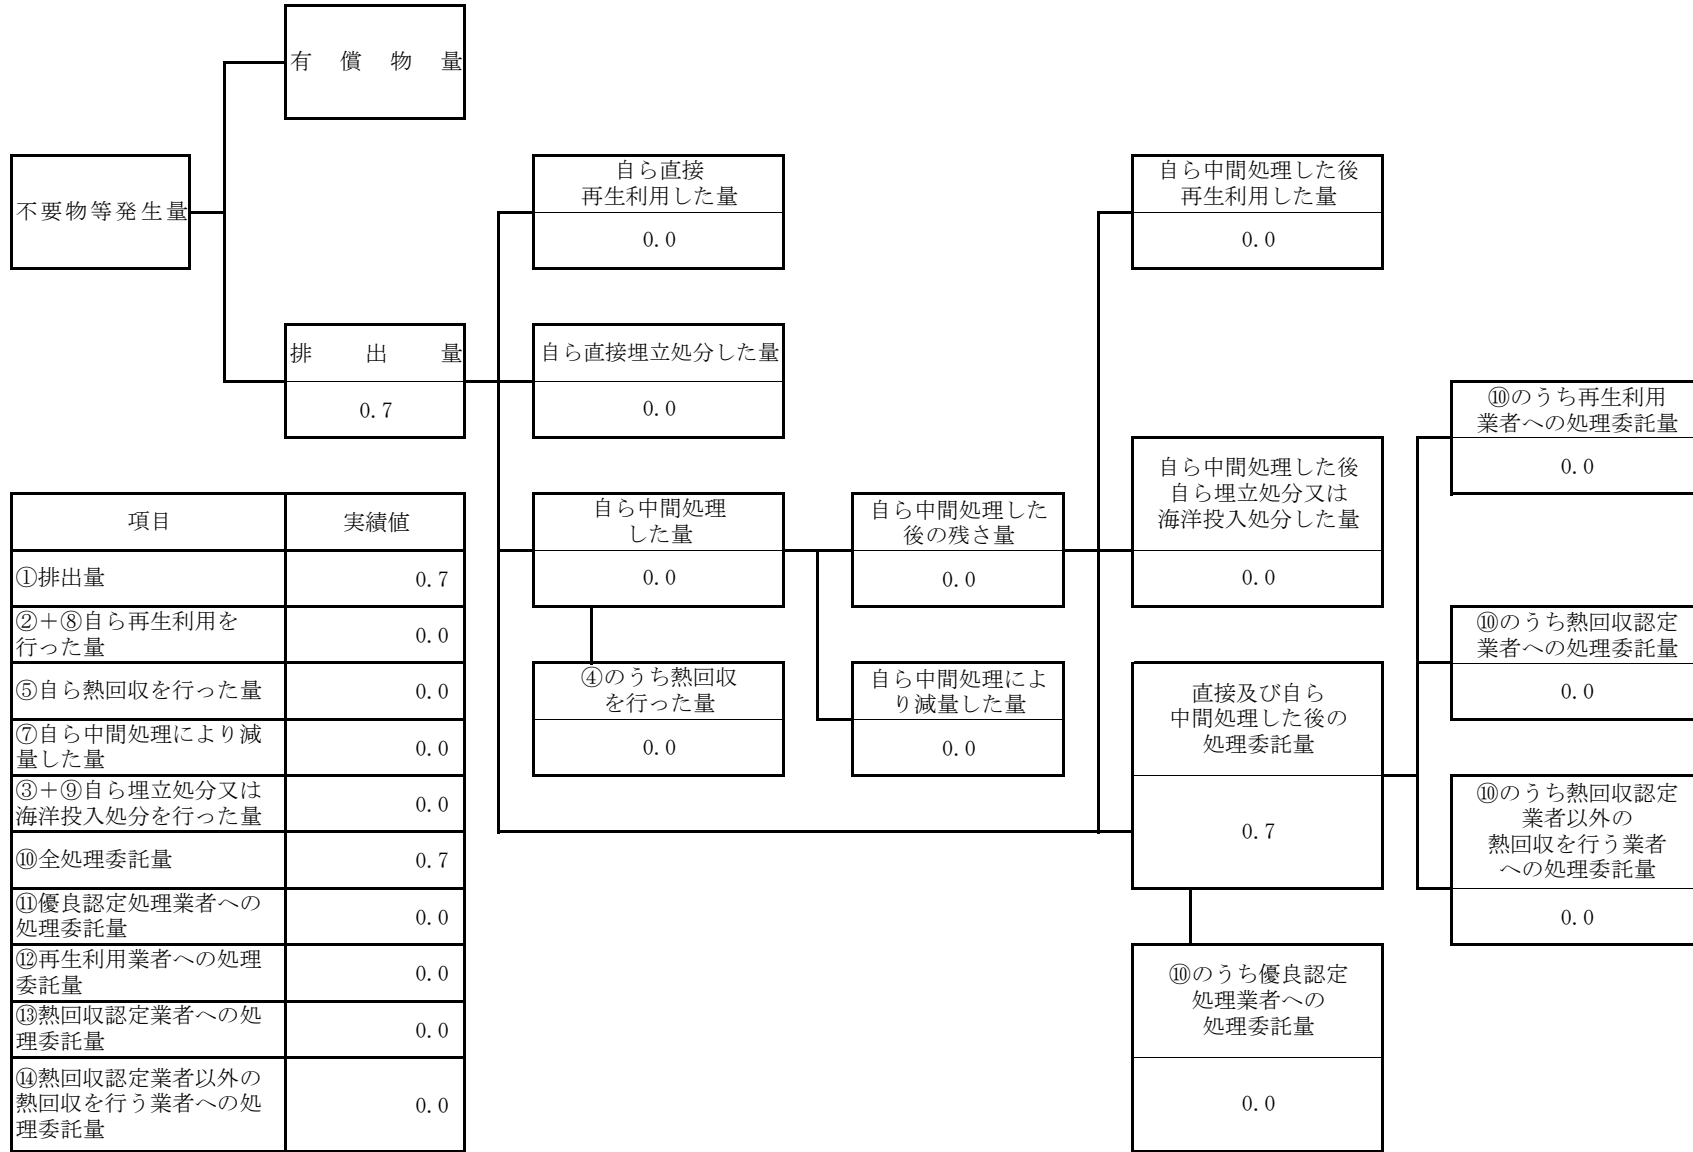 有償物量
不要物等発生量
自ら直接
再生利用した量
0.0
自ら中間処理した後
再生利用した量
0.0
排出量
0.7
自ら直接埋立処分した量
0.0
⑩のうち再生利用
業者への処理委託量
0.0
自ら中間処理
した量
0.0
自ら中間処理した
後の残さ量
0.0
自ら中間処理した後
自ら埋立処分又は
海洋投入処分した量
0.0
⑩のうち熱回収認定
業者への処理委託量
0.0
④のうち熱回収
を行った量
0.0
自ら中間処理によ
り減量した量
0.0
直接及び自ら
中間処理した後の
処理委託量
0.7
⑩のうち熱回収認定
業者以外の
熱回収を行う業者
への処理委託量
0.0
⑩のうち優良認定
処理業者への
処理委託量
0.0
項目 実績値
①排出量 0.7
②＋⑧自ら再生利用を
行った量 0.0
⑤自ら熱回収を行った量 0.0
⑦自ら中間処理により減
量した量 0.0
③＋⑨自ら埋立処分又は
海洋投入処分を行った量 0.0
⑩全処理委託量 0.7
⑪優良認定処理業者への
処理委託量 0.0
⑫再生利用業者への処理
委託量 0.0
⑬熱回収認定業者への処
理委託量 0.0
⑭熱回収認定業者以外の
熱回収を行う業者への処
理委託量 0.0